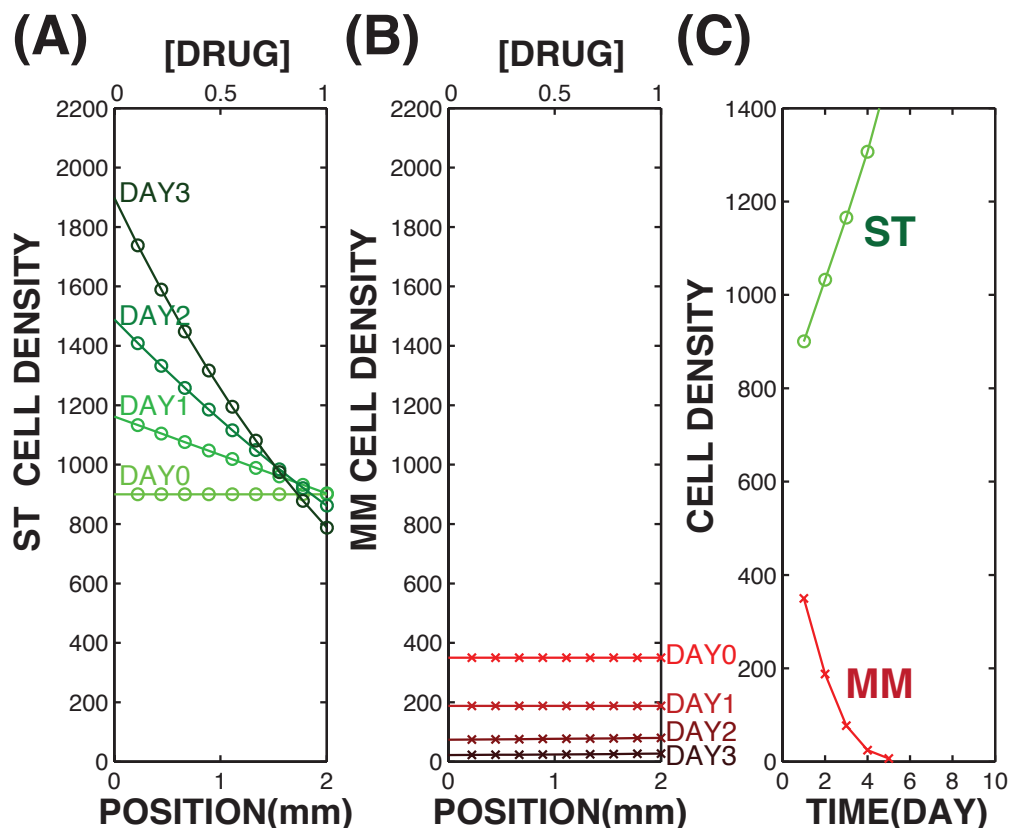 (A)
[DRUG]
0 0.5 1
2200
2000
1800
1600
1400
1200
1000
800
600
400
200
0
ST CELL DENSITY
DAY3
DAY2
DAY1
DAY0
0 1 2
POSITION(mm)
(B)
[DRUG]
0 0.5 1
2200
2000
1800
1600
1400
1200
1000
800
600
400
200
0
MM CELL DENSITY
DAY0
DAY1
DAY2
DAY3
0 1 2
POSITION(mm)
(C)
1400
1200
1000
800
600
400
200
0
CELL DENSITY
ST
MM
0 2 4 6 8 10
TIME(DAY)